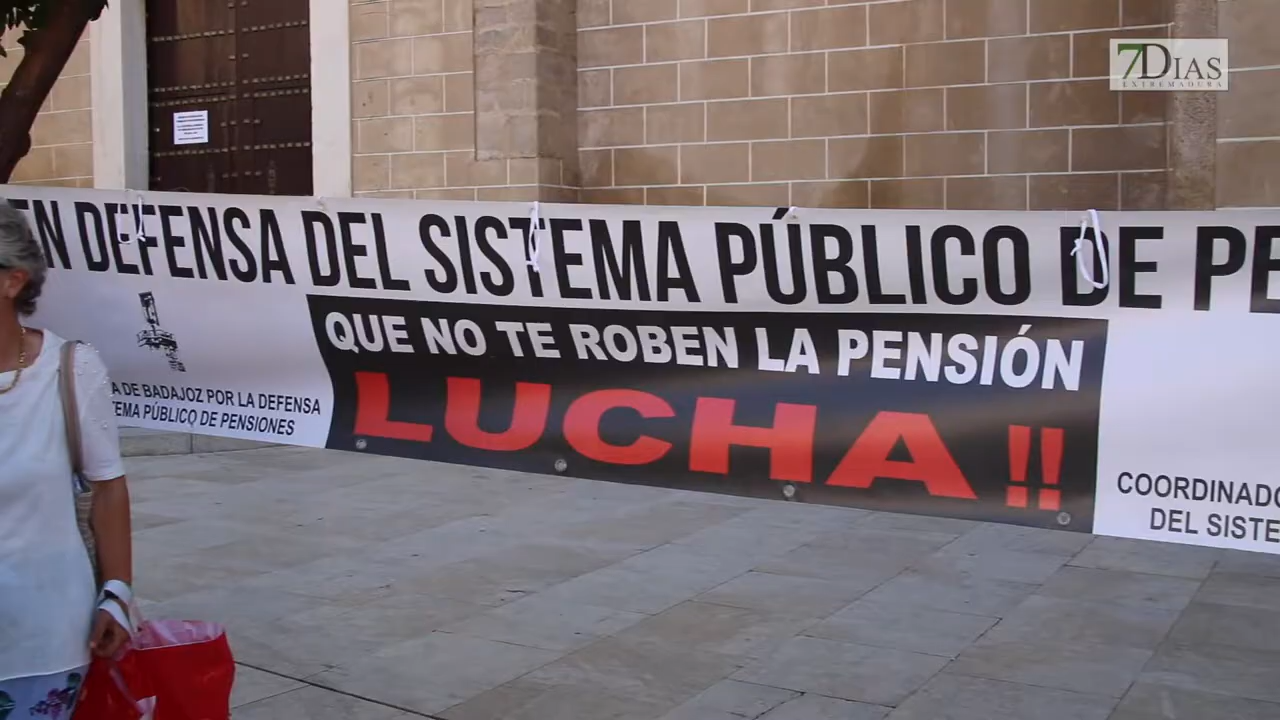 7DIAS
EXTREMADURA
EN DEFENSA DEL SISTEMA PÚBLICO DE PE
QUE NO TE ROBEN LA PENSIÓN
LUCHA !!
A DE BADAJOZ POR LA DEFENSA
TEMA PÚBLICO DE PENSIONES
COORDINADO
DEL SISTE